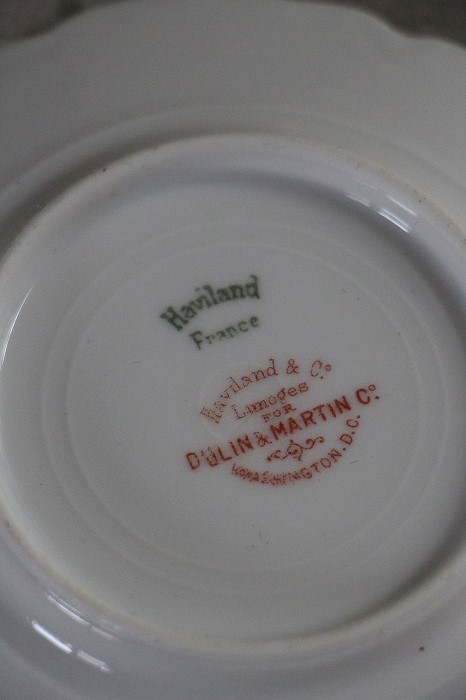 Haviland
France
Haviland & Co.
Limoges
FOR
DULIN & MARTIN Co.
WASHINGTON, D.C.